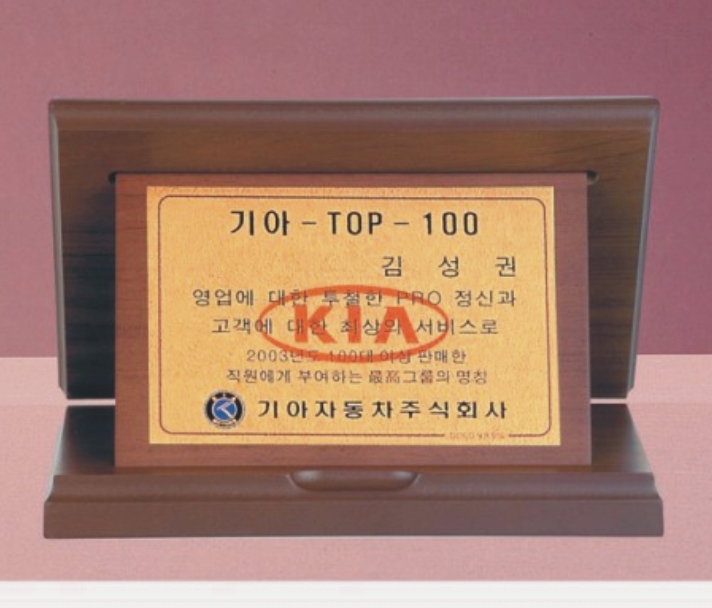 기아-TOP-100
김 성 권
영업에 대한 투철한 PRO 정신과
고객에 대한 최상의 서비스로
KIA
2003년도 100대 이상 판매한
직원에게 부여하는 最高그룹의 명칭
기아자동차주식회사